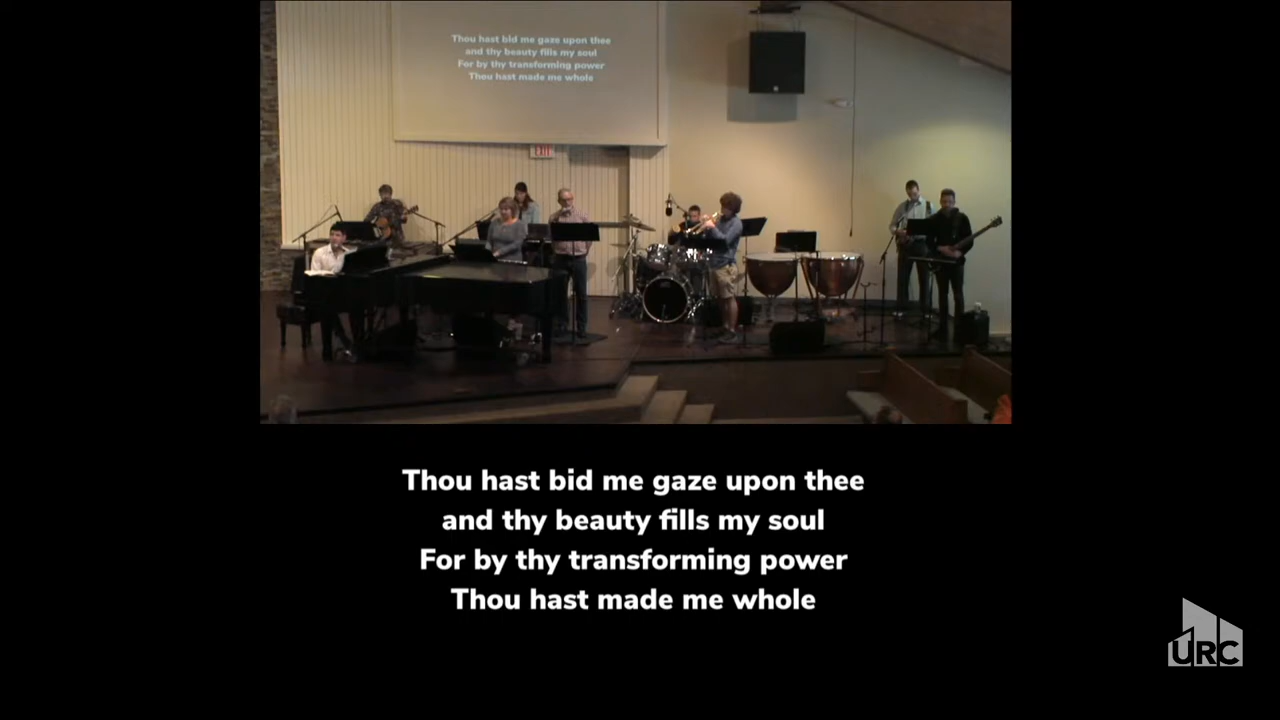 Thou hast bid me gaze upon thee
and thy beauty fills my soul
For by thy transforming power
Thou hast made me whole
EXIT
Thou hast bid me gaze upon thee
and thy beauty fills my soul
For by thy transforming power
Thou hast made me whole
URC